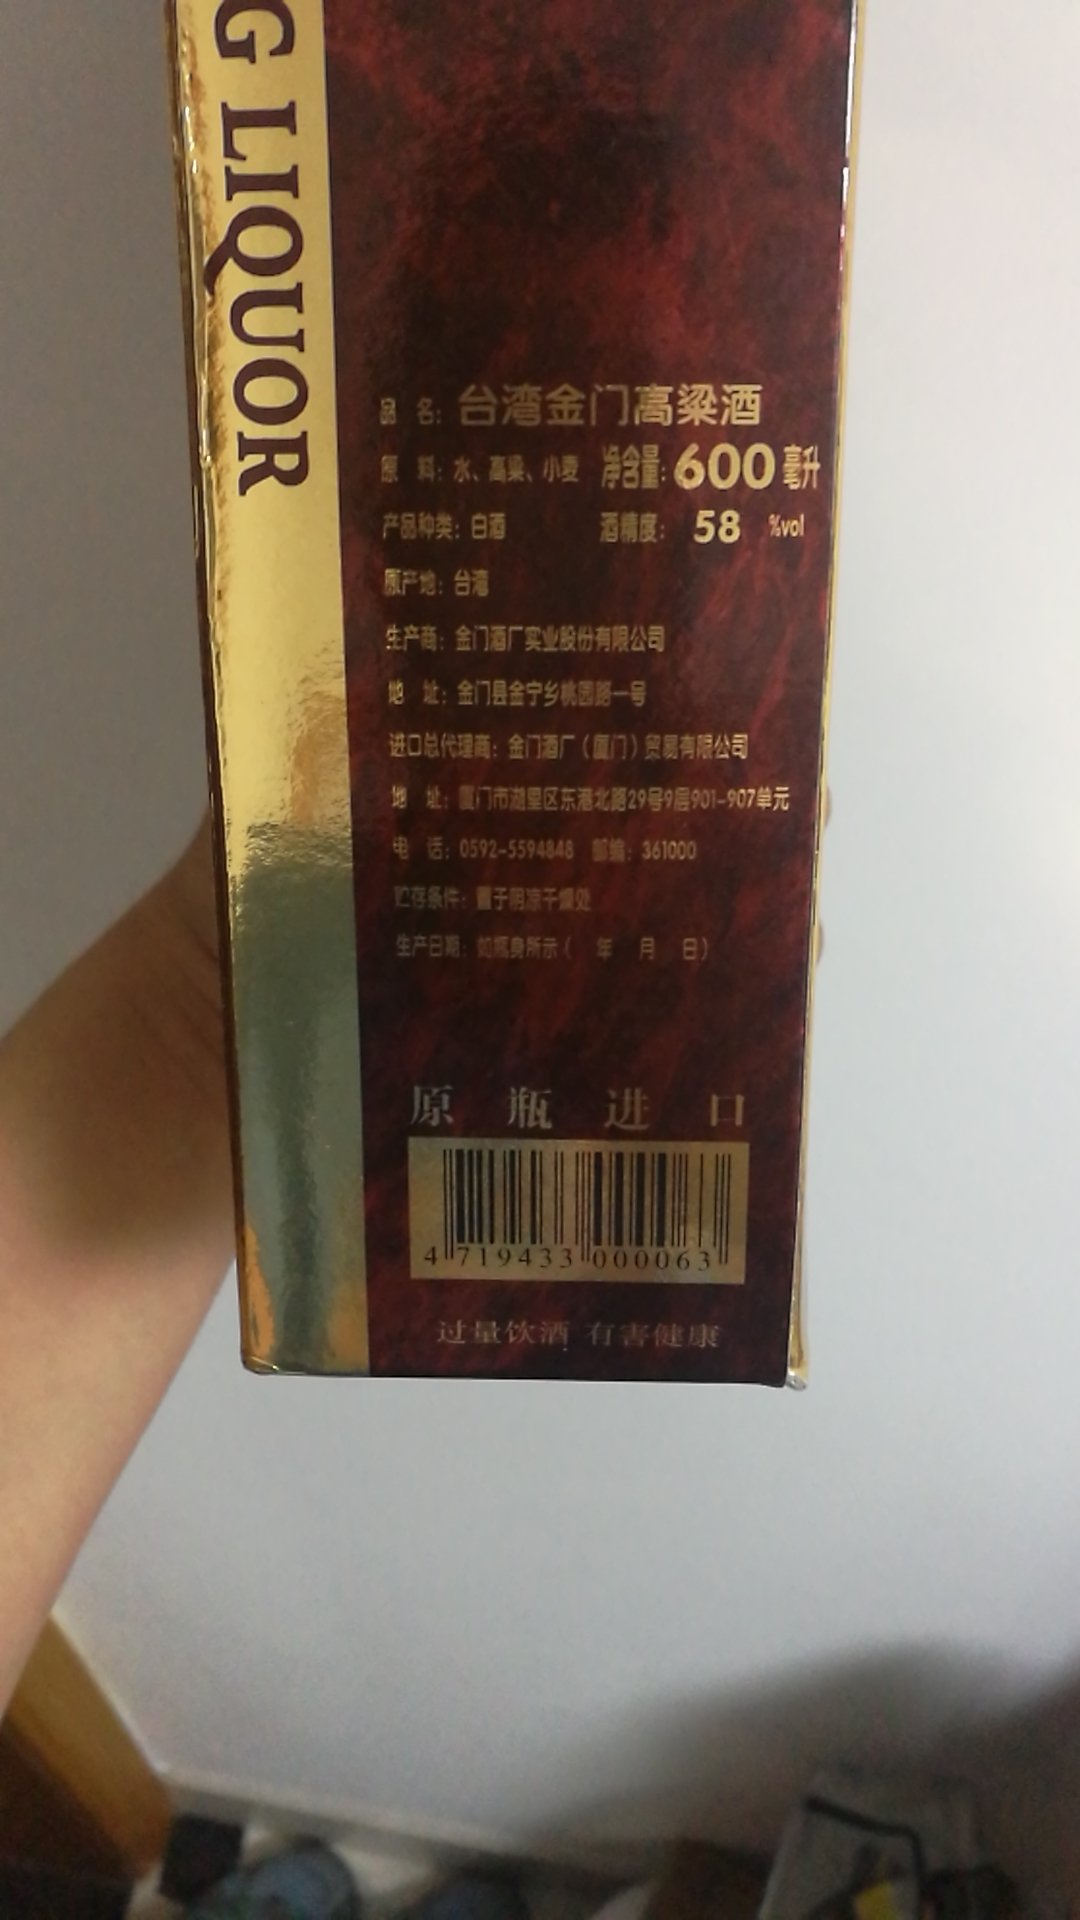 G LIQUOR
品 名：台湾金门高粱酒
原 料：水、高粱、小麦 净含量：600毫升
产品种类：白酒 酒精度：58 %vol
原产地：台湾
生产商：金门酒厂实业股份有限公司
地 址：金门县金宁乡桃园路一号
进口总代理商：金门酒厂（厦门）贸易有限公司
地 址：厦门市湖里区东港北路29号9层901-907单元
电 话：0592-5594848 邮编：361000
贮存条件：置于阴凉干燥处
生产日期：如瓶身所示（ 年 月 日）
原瓶进口
4 719433 000063
过量饮酒 有害健康